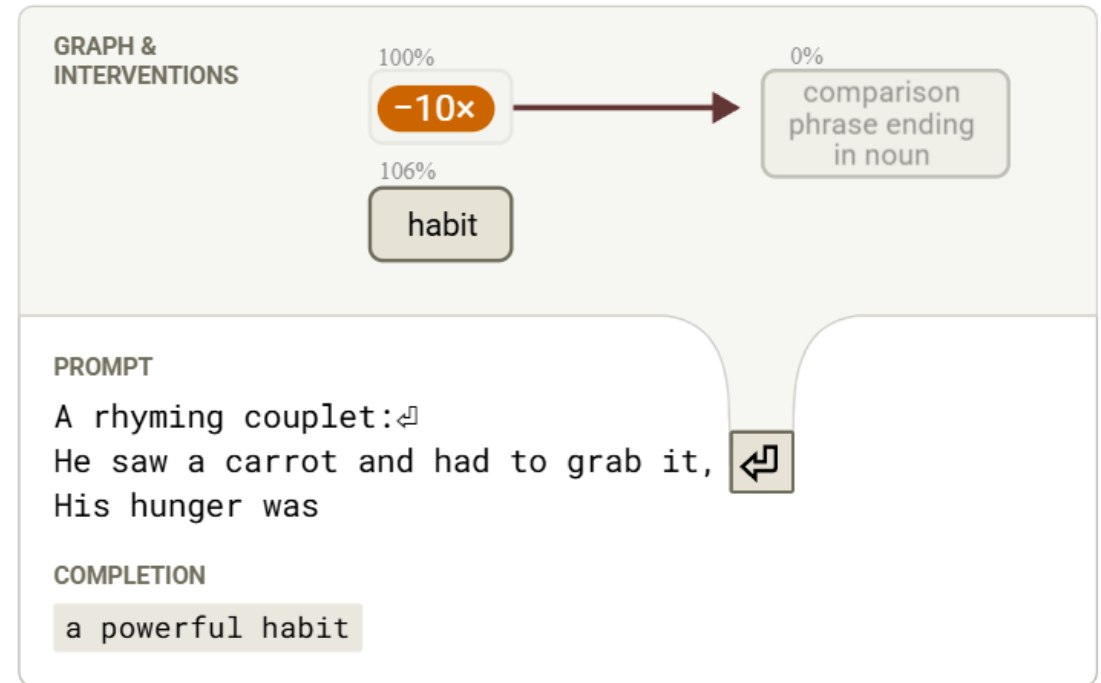 GRAPH &
INTERVENTIONS
100%
−10×
0%
comparison
phrase ending
in noun
106%
habit
PROMPT
A rhyming couplet:⏎
He saw a carrot and had to grab it, ⏎
His hunger was
COMPLETION
a powerful habit